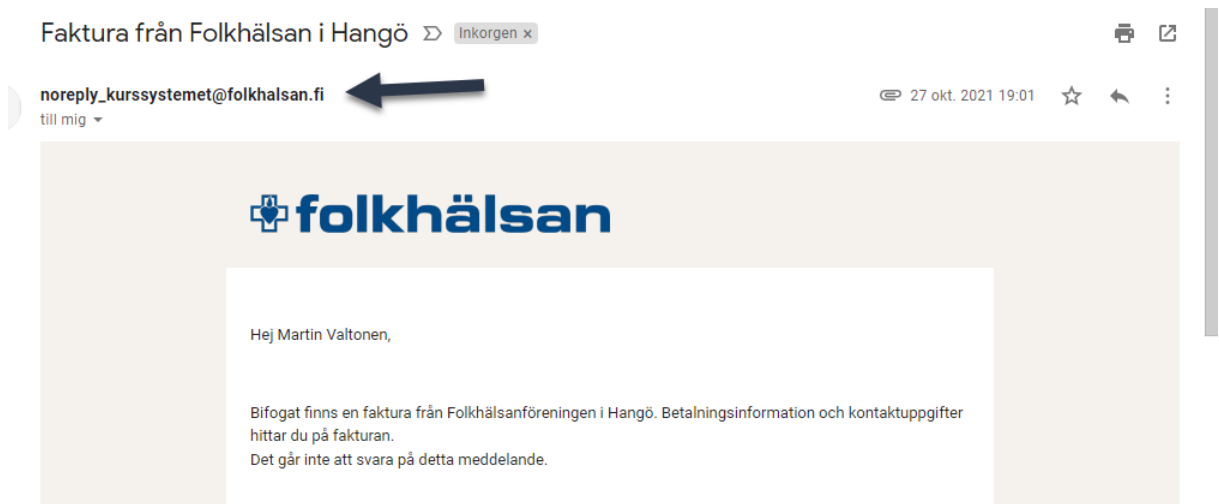 Faktura från Folkhälsan i Hangö Inkorgen x
noreply_kurssystemet@folkhalsan.fi 27 okt. 2021 19:01
till mig
folkhälsan
Hej Martin Valtonen,
Bifogat finns en faktura från Folkhälsanföreningen i Hangö. Betalningsinformation och kontaktuppgifter
hittar du på fakturan.
Det går inte att svara på detta meddelande.